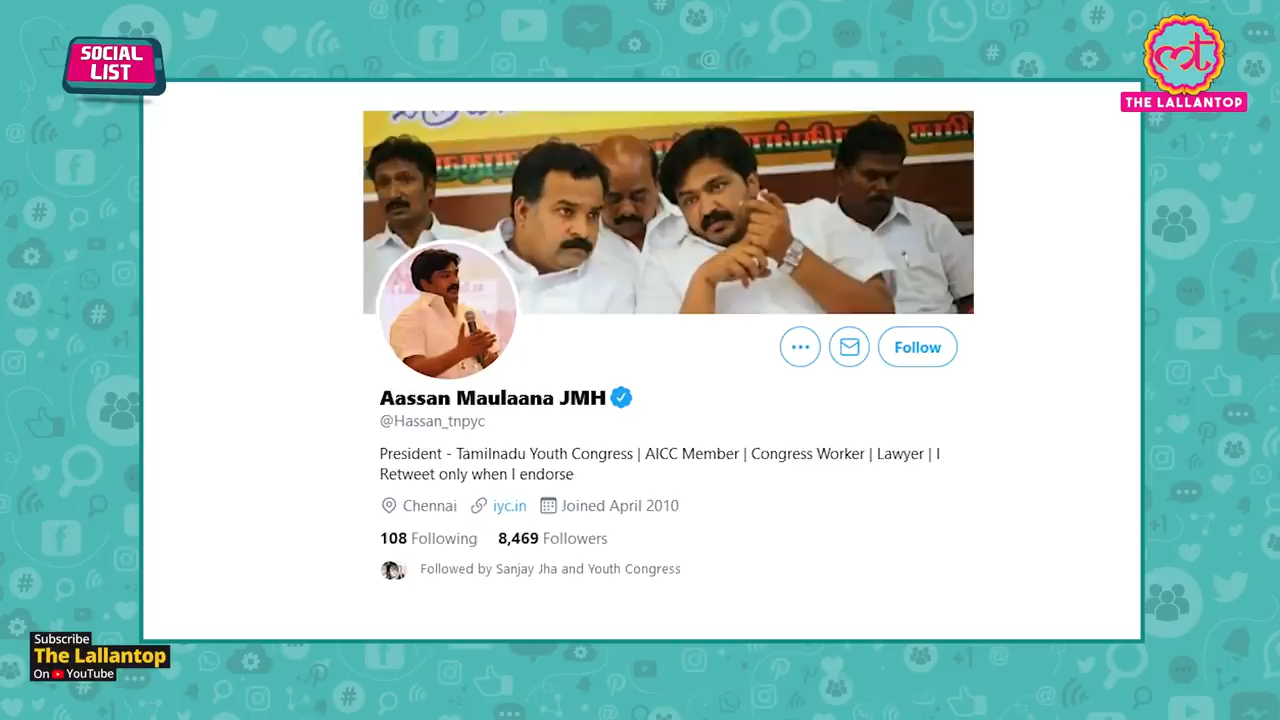 SOCIAL
LIST
THE LALLANTOP
Aassan Maulaana JMH
@Hassan_tnpyc
President - Tamilnadu Youth Congress | AICC Member | Congress Worker | Lawyer | I
Retweet only when I endorse
Chennai iyc.in Joined April 2010
108 Following 8,469 Followers
Followed by Sanjay Jha and Youth Congress
Follow
Subscribe
The Lallantop
On YouTube